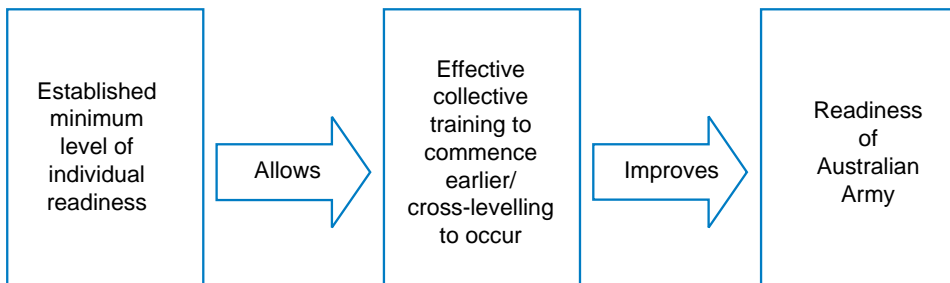 Established
minimum
level of
individual
readiness
Allows
Effective
collective
training to
commence
earlier/
cross-levelling
to occur
Improves
Readiness
of
Australian
Army